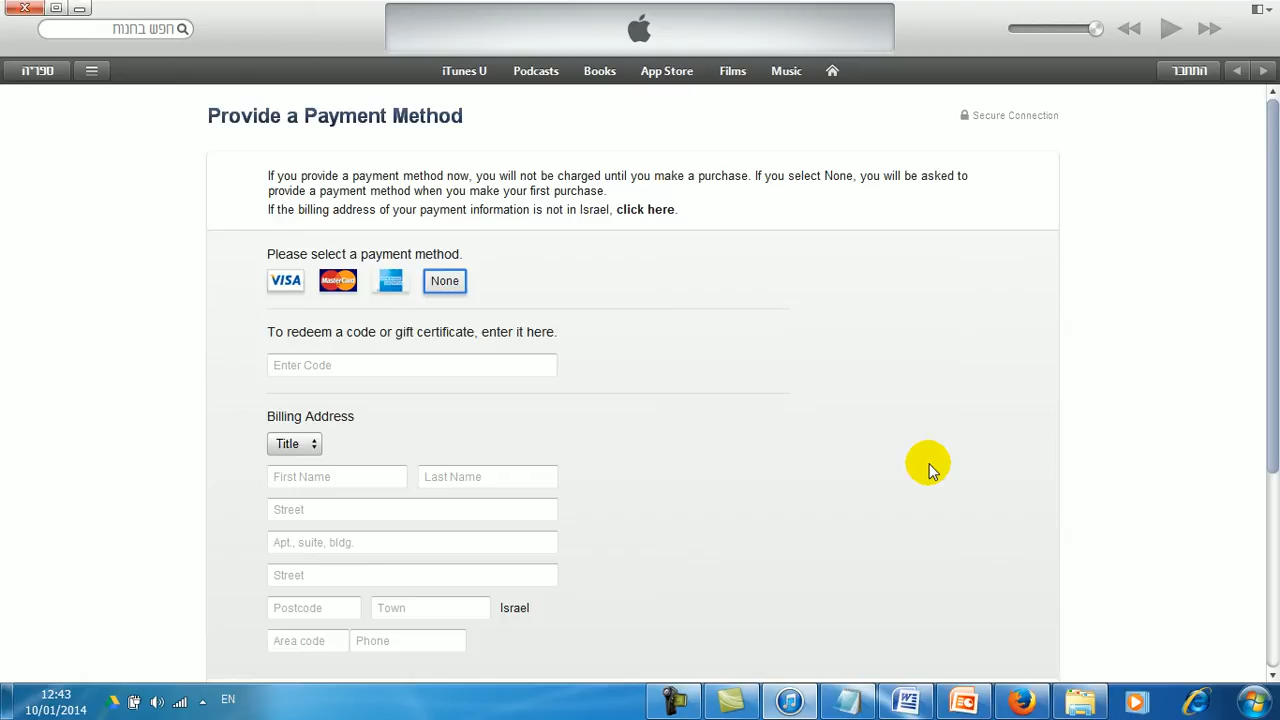 חפש בחנות
ספריה
iTunes U
Podcasts
Books
App Store
Films
Music
התחבר
Provide a Payment Method
Secure Connection
If you provide a payment method now, you will not be charged until you make a purchase. If you select None, you will be asked to
provide a payment method when you make your first purchase.
If the billing address of your payment information is not in Israel, click here.
Please select a payment method.
VISA
MasterCard
None
To redeem a code or gift certificate, enter it here.
Enter Code
Billing Address
Title
First Name
Last Name
Street
Apt., suite, bldg.
Street
Postcode
Town
Israel
Area code
Phone
12:43
10/01/2014
EN